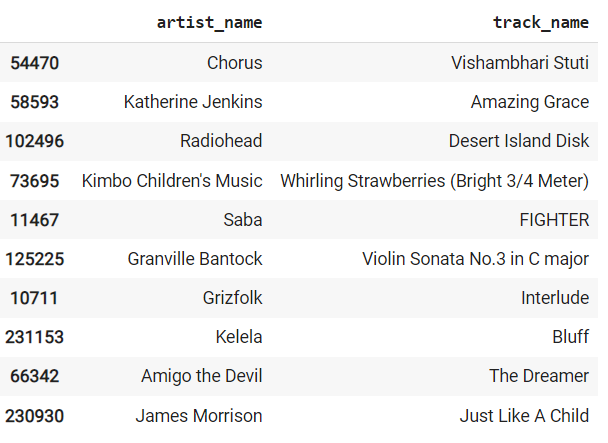 artist_name track_name
54470 Chorus Vishambhari Stuti
58593 Katherine Jenkins Amazing Grace
102496 Radiohead Desert Island Disk
73695 Kimbo Children's Music Whirling Strawberries (Bright 3/4 Meter)
11467 Saba FIGHTER
125225 Granville Bantock Violin Sonata No.3 in C major
10711 Grizfolk Interlude
231153 Kelela Bluff
66342 Amigo the Devil The Dreamer
230930 James Morrison Just Like A Child